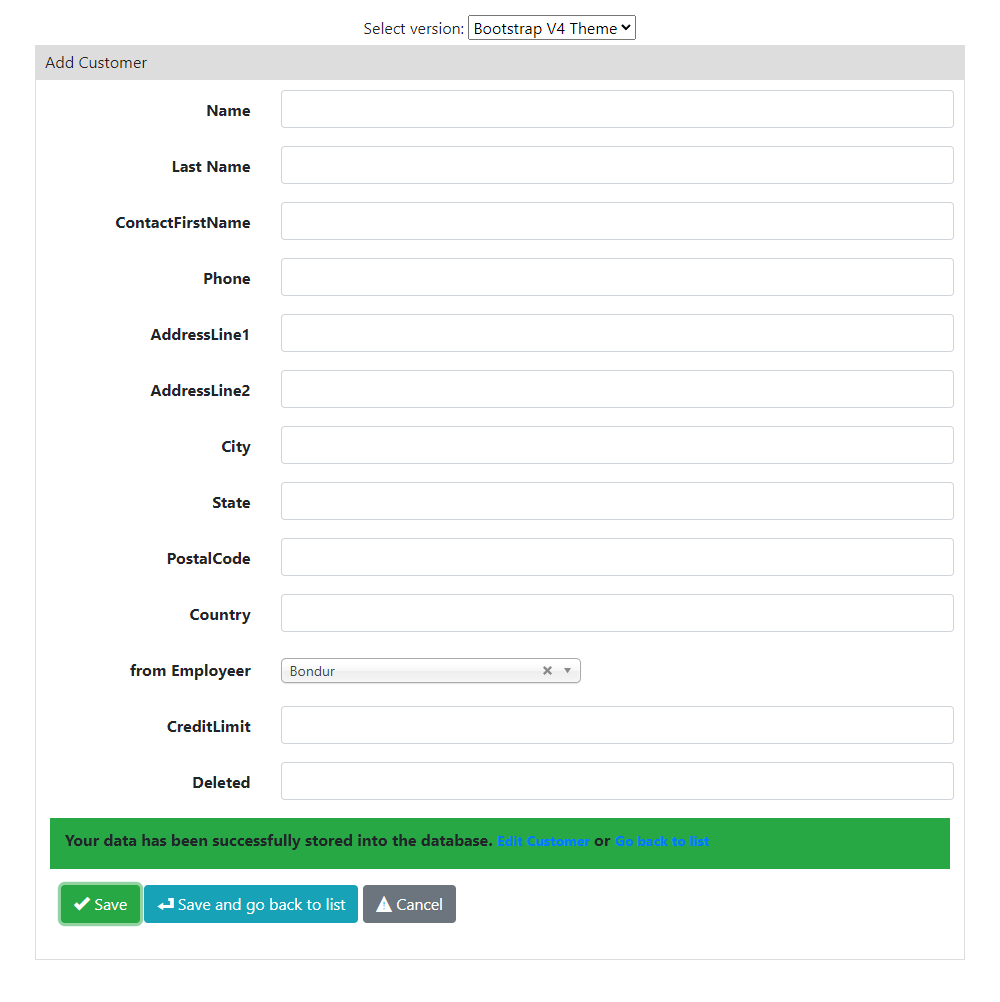 Select version: Bootstrap V4 Theme
Add Customer
Name
Last Name
ContactFirstName
Phone
AddressLine1
AddressLine2
City
State
PostalCode
Country
from Employeer Bondur
CreditLimit
Deleted
Your data has been successfully stored into the database. Edit Customer or Go back to list
Save Save and go back to list Cancel